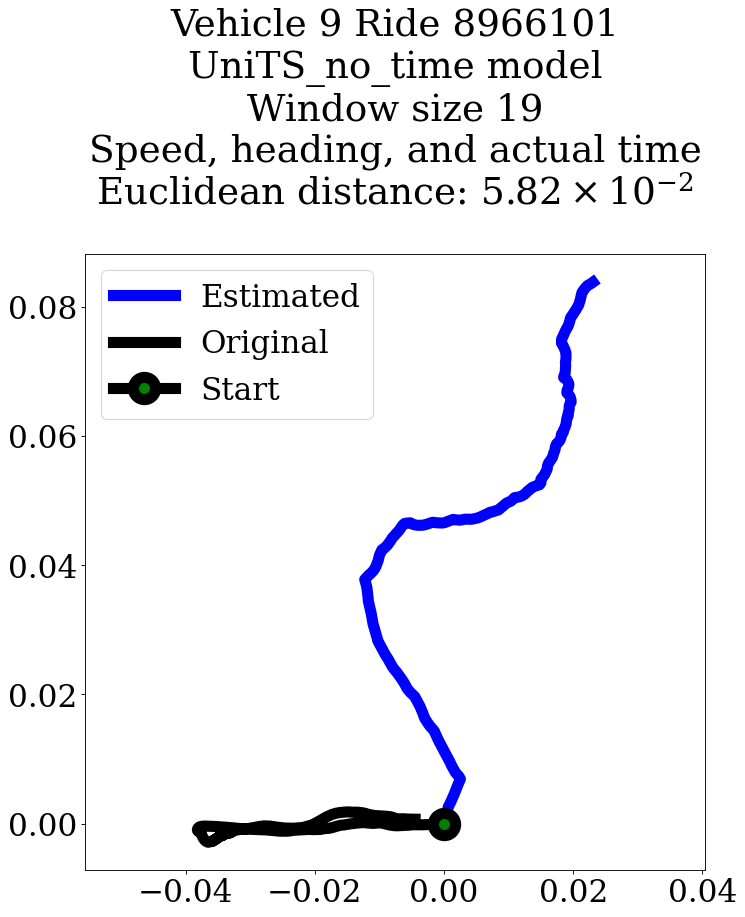 Vehicle 9 Ride 8966101
UniTS_no_time model
Window size 19
Speed, heading, and actual time
Euclidean distance: 5.82 × 10⁻²
Estimated
Original
Start
0.08
0.06
0.04
0.02
0.00
−0.04 −0.02 0.00 0.02 0.04